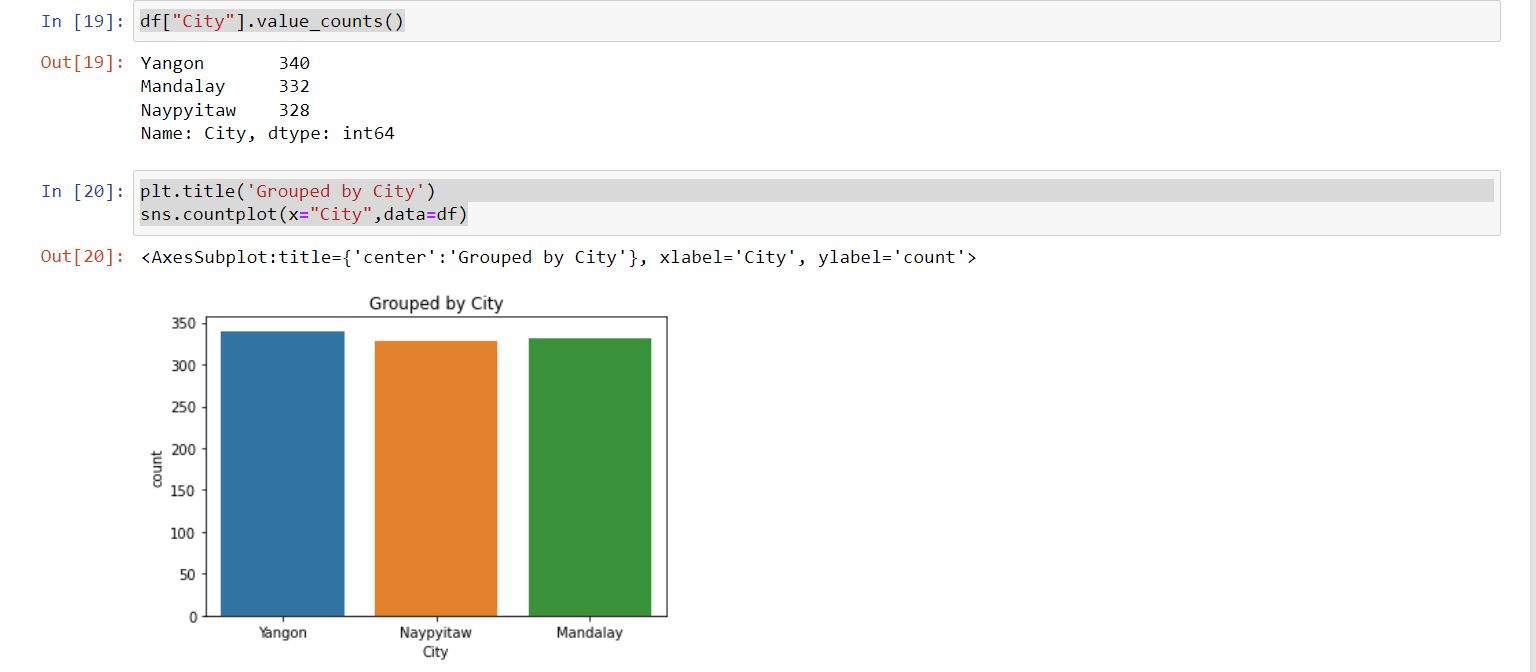 In [19]: df["City"].value_counts()
Out[19]: Yangon 340
Mandalay 332
Naypyitaw 328
Name: City, dtype: int64
In [20]: plt.title('Grouped by City')
sns.countplot(x="City",data=df)
Out[20]: <AxesSubplot:title={'center':'Grouped by City'}, xlabel='City', ylabel='count'>
Grouped by City
350
300
250
200
150
100
50
0
count
Yangon Naypyitaw Mandalay
City